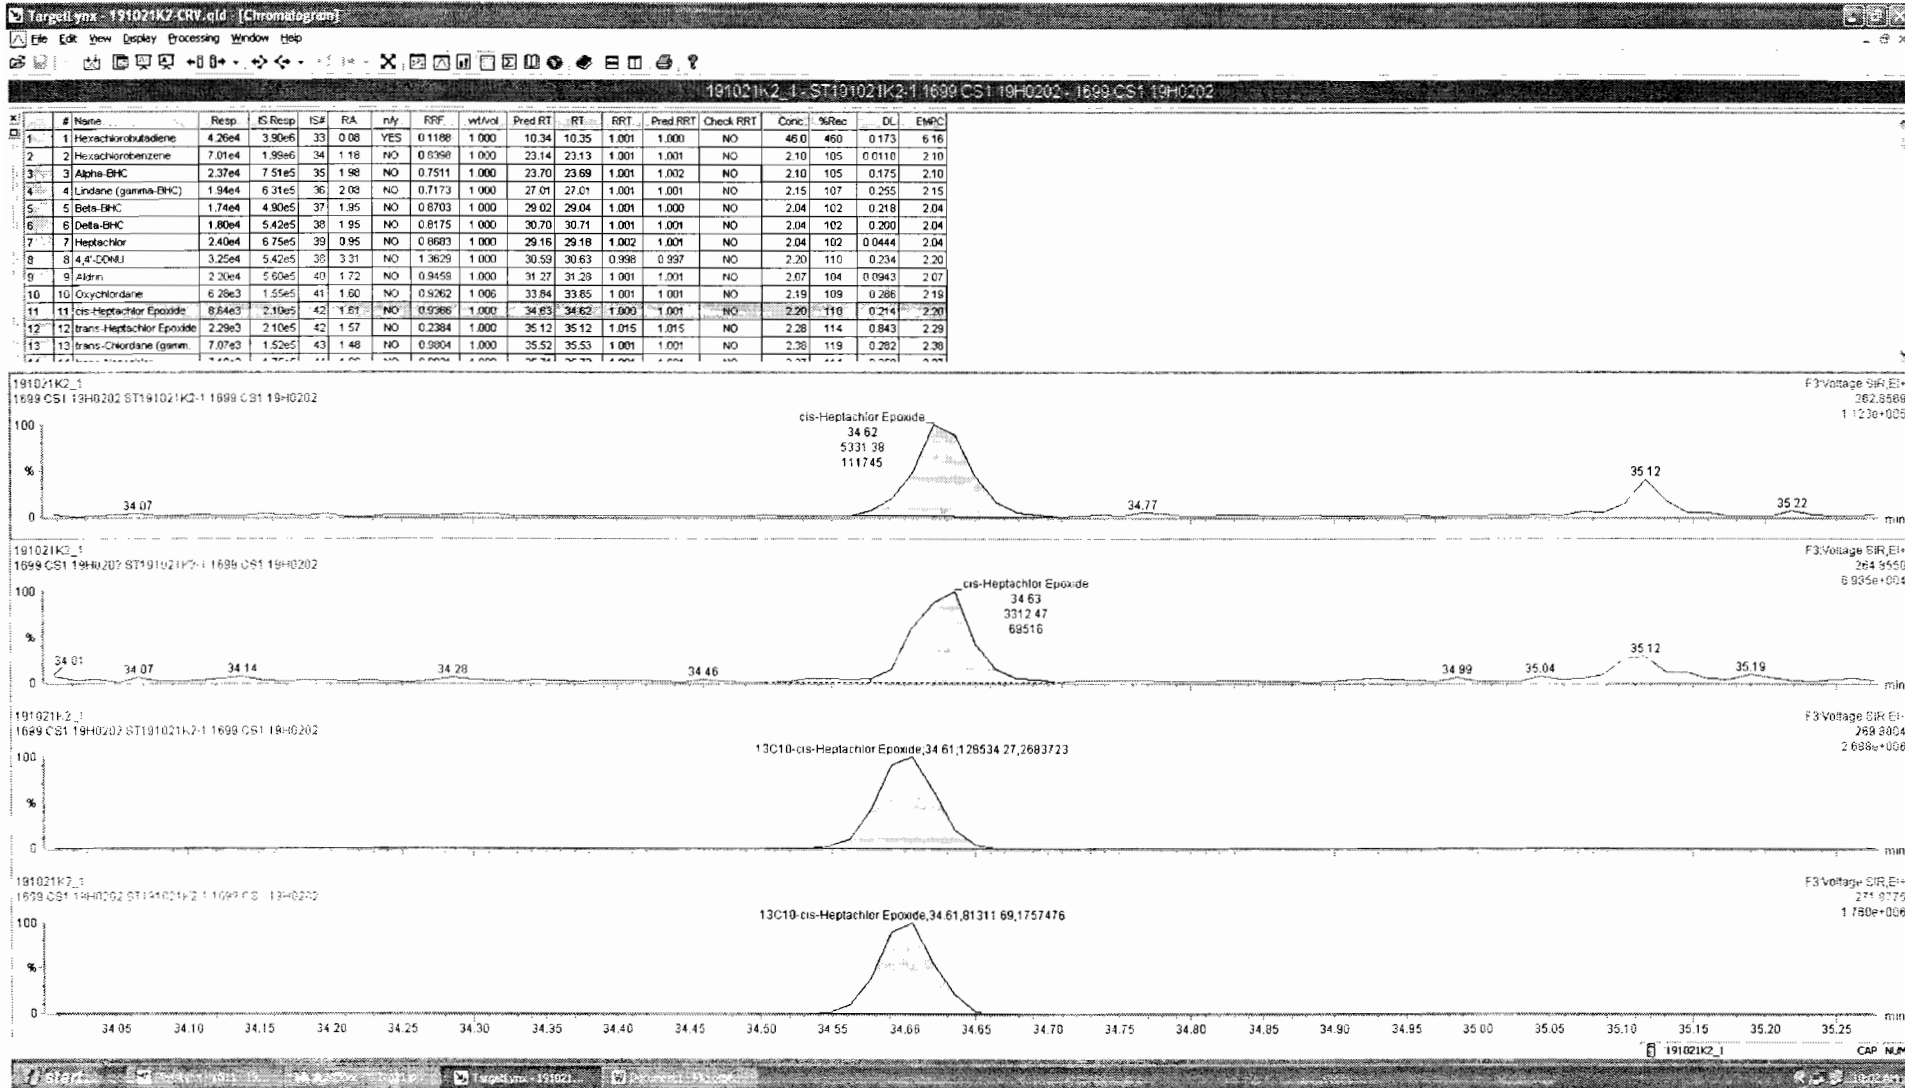 TargetLynx - 191021K2-CRV.qld - [Chromatogram]
File Edit View Display Processing Window Help
191021K2_1 - ST191021K2-1 1699 CS1 19H0202 - 1699 CS1 19H0202
# Name Resp IS Resp IS# RA n/y RRF wt/vol Pred RT RT RRT Pred RRT Check RRT Conc. %Rec DL EMPC
1 1 Hexachlorobutadiene 4.26e4 3.90e6 33 0.08 YES 0.1188 1.000 10.34 10.35 1.001 1.000 NO 46.0 460 0.173 6.16
2 2 Hexachlorobenzene 7.01e4 1.99e6 34 1.18 NO 0.8398 1.000 23.14 23.13 1.001 1.001 NO 2.10 105 0.0110 2.10
3 3 Alpha-BHC 2.37e4 7.51e5 35 1.98 NO 0.7511 1.000 23.70 23.69 1.001 1.002 NO 2.10 105 0.175 2.10
4 4 Lindane (gamma-BHC) 1.94e4 6.31e5 36 2.03 NO 0.7173 1.000 27.01 27.01 1.001 1.001 NO 2.15 107 0.255 2.15
5 5 Beta-BHC 1.74e4 4.90e5 37 1.95 NO 0.8703 1.000 29.02 29.04 1.001 1.000 NO 2.04 102 0.218 2.04
6 6 Delta-BHC 1.80e4 5.42e5 38 1.95 NO 0.8175 1.000 30.70 30.71 1.001 1.001 NO 2.04 102 0.200 2.04
7 7 Heptachlor 2.40e4 6.75e5 39 0.95 NO 0.8683 1.000 29.16 29.18 1.002 1.001 NO 2.04 102 0.0444 2.04
8 8 4,4'-DDMU 3.25e4 5.42e5 38 3.31 NO 1.3629 1.000 30.59 30.63 0.998 0.997 NO 2.20 110 0.234 2.20
9 9 Aldrin 2.20e4 5.60e5 40 1.72 NO 0.9459 1.000 31.27 31.28 1.001 1.001 NO 2.07 104 0.0943 2.07
10 10 Oxychlordane 6.28e3 1.55e5 41 1.60 NO 0.9262 1.006 33.84 33.85 1.001 1.001 NO 2.19 109 0.286 2.19
11 11 cis-Heptachlor Epoxide 8.64e3 2.10e5 42 1.61 NO 0.9366 1.000 34.63 34.62 1.000 1.001 NO 2.20 110 0.214 2.20
12 12 trans-Heptachlor Epoxide 2.29e3 2.10e5 42 1.57 NO 0.2384 1.000 35.12 35.12 1.015 1.015 NO 2.28 114 0.843 2.29
13 13 trans-Chlordane (gamm. 7.07e3 1.52e5 43 1.48 NO 0.9804 1.000 35.52 35.53 1.001 1.001 NO 2.38 119 0.282 2.38
191021K2_1
1699 CS1 19H0202 ST191021K2-1 1699 CS1 19H0202
F3:Voltage SIR,EI+
262.8569
1.123e+005
cis-Heptachlor Epoxide
34.62
5331.38
111745
100
%
0
34.07
34.77
35.12
35.22
min
191021K2_1
1699 CS1 19H0202 ST191021K2-1 1699 CS1 19H0202
F3:Voltage SIR,EI+
264.8550
6.935e+004
cis-Heptachlor Epoxide
34.63
3312.47
69516
100
%
0
34.01
34.07
34.14
34.28
34.46
34.99
35.04
35.12
35.19
min
191021K2_1
1699 CS1 19H0202 ST191021K2-1 1699 CS1 19H0202
F3:Voltage SIR,EI+
2.688e+006
13C10-cis-Heptachlor Epoxide;34.61;128534.27,2683723
100
%
0
min
191021K2_1
1699 CS1 19H0202 ST191021K2-1 1699 CS1 19H0202
F3:Voltage SIR,EI+
1.760e+006
13C10-cis-Heptachlor Epoxide,34.61,81311.69,1757476
100
%
0
min
34.05 34.10 34.15 34.20 34.25 34.30 34.35 34.40 34.45 34.50 34.55 34.60 34.65 34.70 34.75 34.80 34.85 34.90 34.95 35.00 35.05 35.10 35.15 35.20 35.25
191021K2_1 CAP NUM
start
TargetLynx - 191021